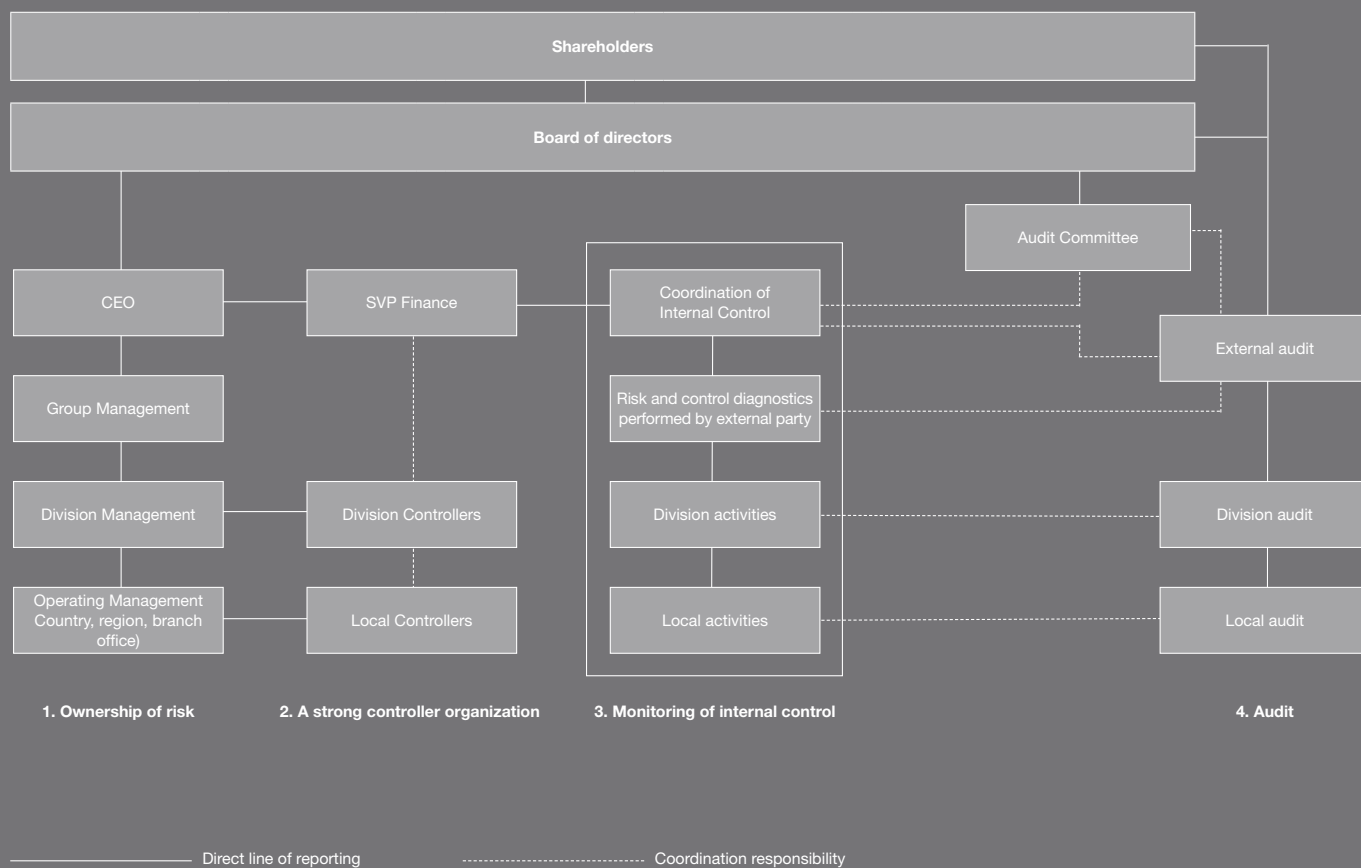 Shareholders
Board of directors
Audit Committee
CEO
SVP Finance
Coordination of
Internal Control
External audit
Group Management
Risk and control diagnostics
performed by external party
Division Management
Division Controllers
Division activities
Division audit
Operating Management
Country, region, branch
office)
Local Controllers
Local activities
Local audit
1. Ownership of risk
2. A strong controller organization
3. Monitoring of internal control
4. Audit
Direct line of reporting
Coordination responsibility